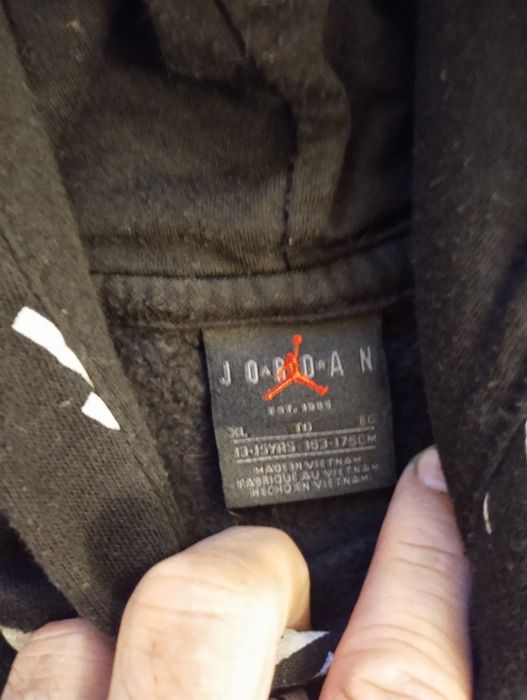 JORDAN
EST. 1985
XL TG EG
13-15YRS 163-175CM
MADE IN VIETNAM
FABRIQUE AU VIETNAM
HECHO EN VIETNAM